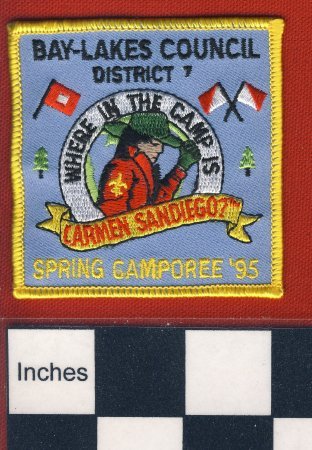 BAY-LAKES COUNCIL
DISTRICT 7
WHERE IN THE CAMP IS
CARMEN SANDIEGO?™
SPRING CAMPOREE '95
Inches